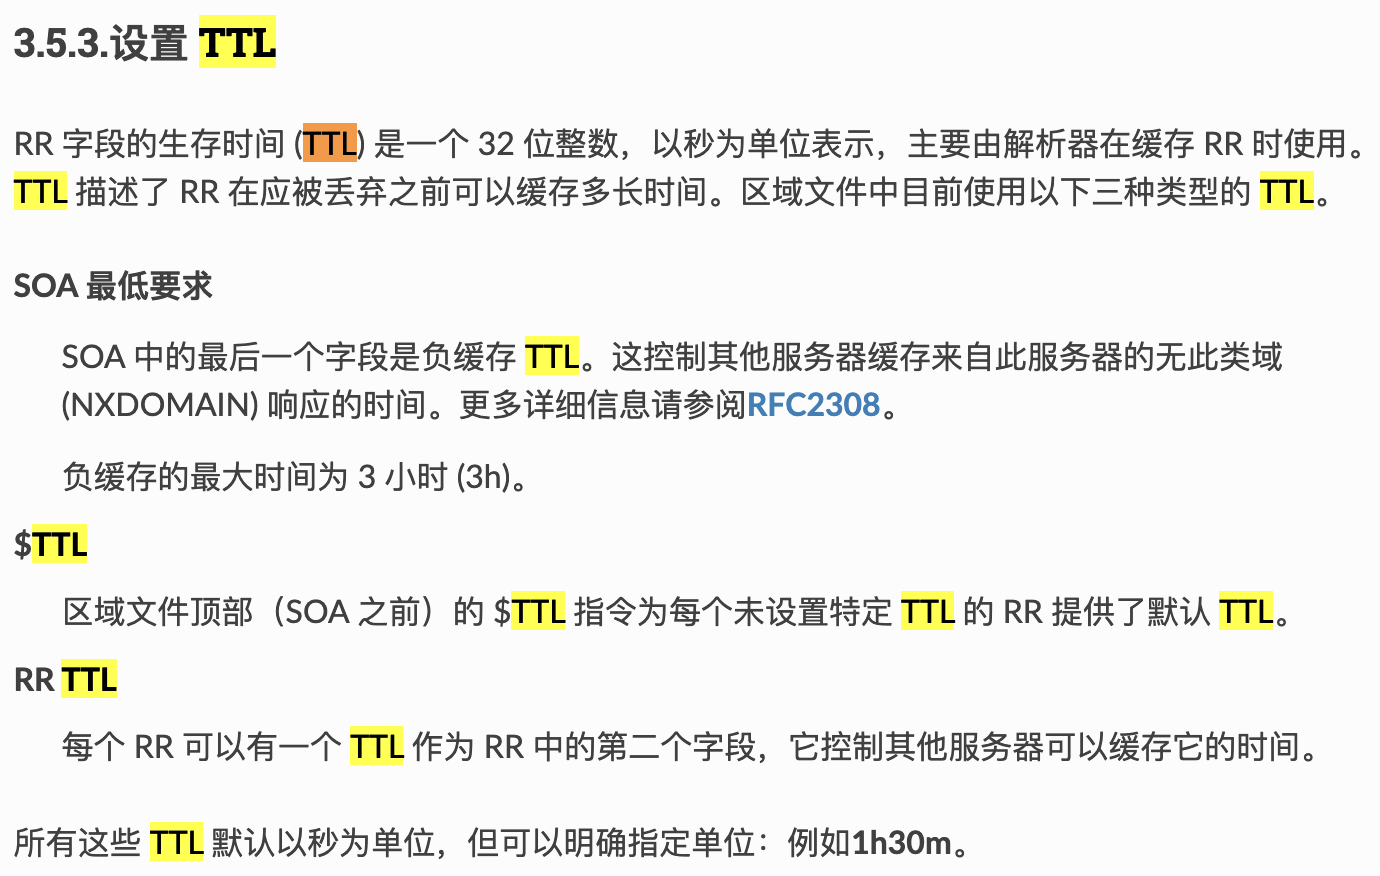 3.5.3.设置 TTL
RR 字段的生存时间 (TTL) 是一个 32 位整数，以秒为单位表示，主要由解析器在缓存 RR 时使用。
TTL 描述了 RR 在应被丢弃之前可以缓存多长时间。区域文件中目前使用以下三种类型的 TTL。
SOA 最低要求
SOA 中的最后一个字段是负缓存 TTL。这控制其他服务器缓存来自此服务器的无此类域
(NXDOMAIN) 响应的时间。更多详细信息请参阅RFC2308。
负缓存的最大时间为 3 小时 (3h)。
$TTL
区域文件顶部（SOA 之前）的 $TTL 指令为每个未设置特定 TTL 的 RR 提供了默认 TTL。
RR TTL
每个 RR 可以有一个 TTL 作为 RR 中的第二个字段，它控制其他服务器可以缓存它的时间。
所有这些 TTL 默认以秒为单位，但可以明确指定单位：例如1h30m。